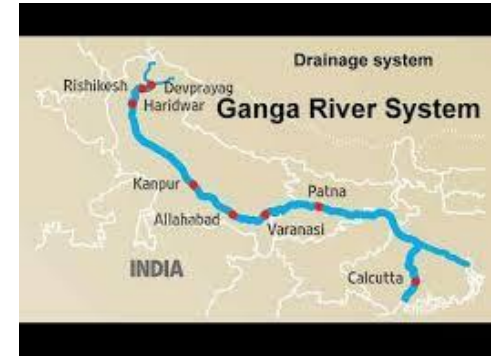 Drainage system
Rishikesh
Devprayag
Haridwar
Ganga River System
Kanpur
Patna
Allahabad
Varanasi
INDIA
Calcutta